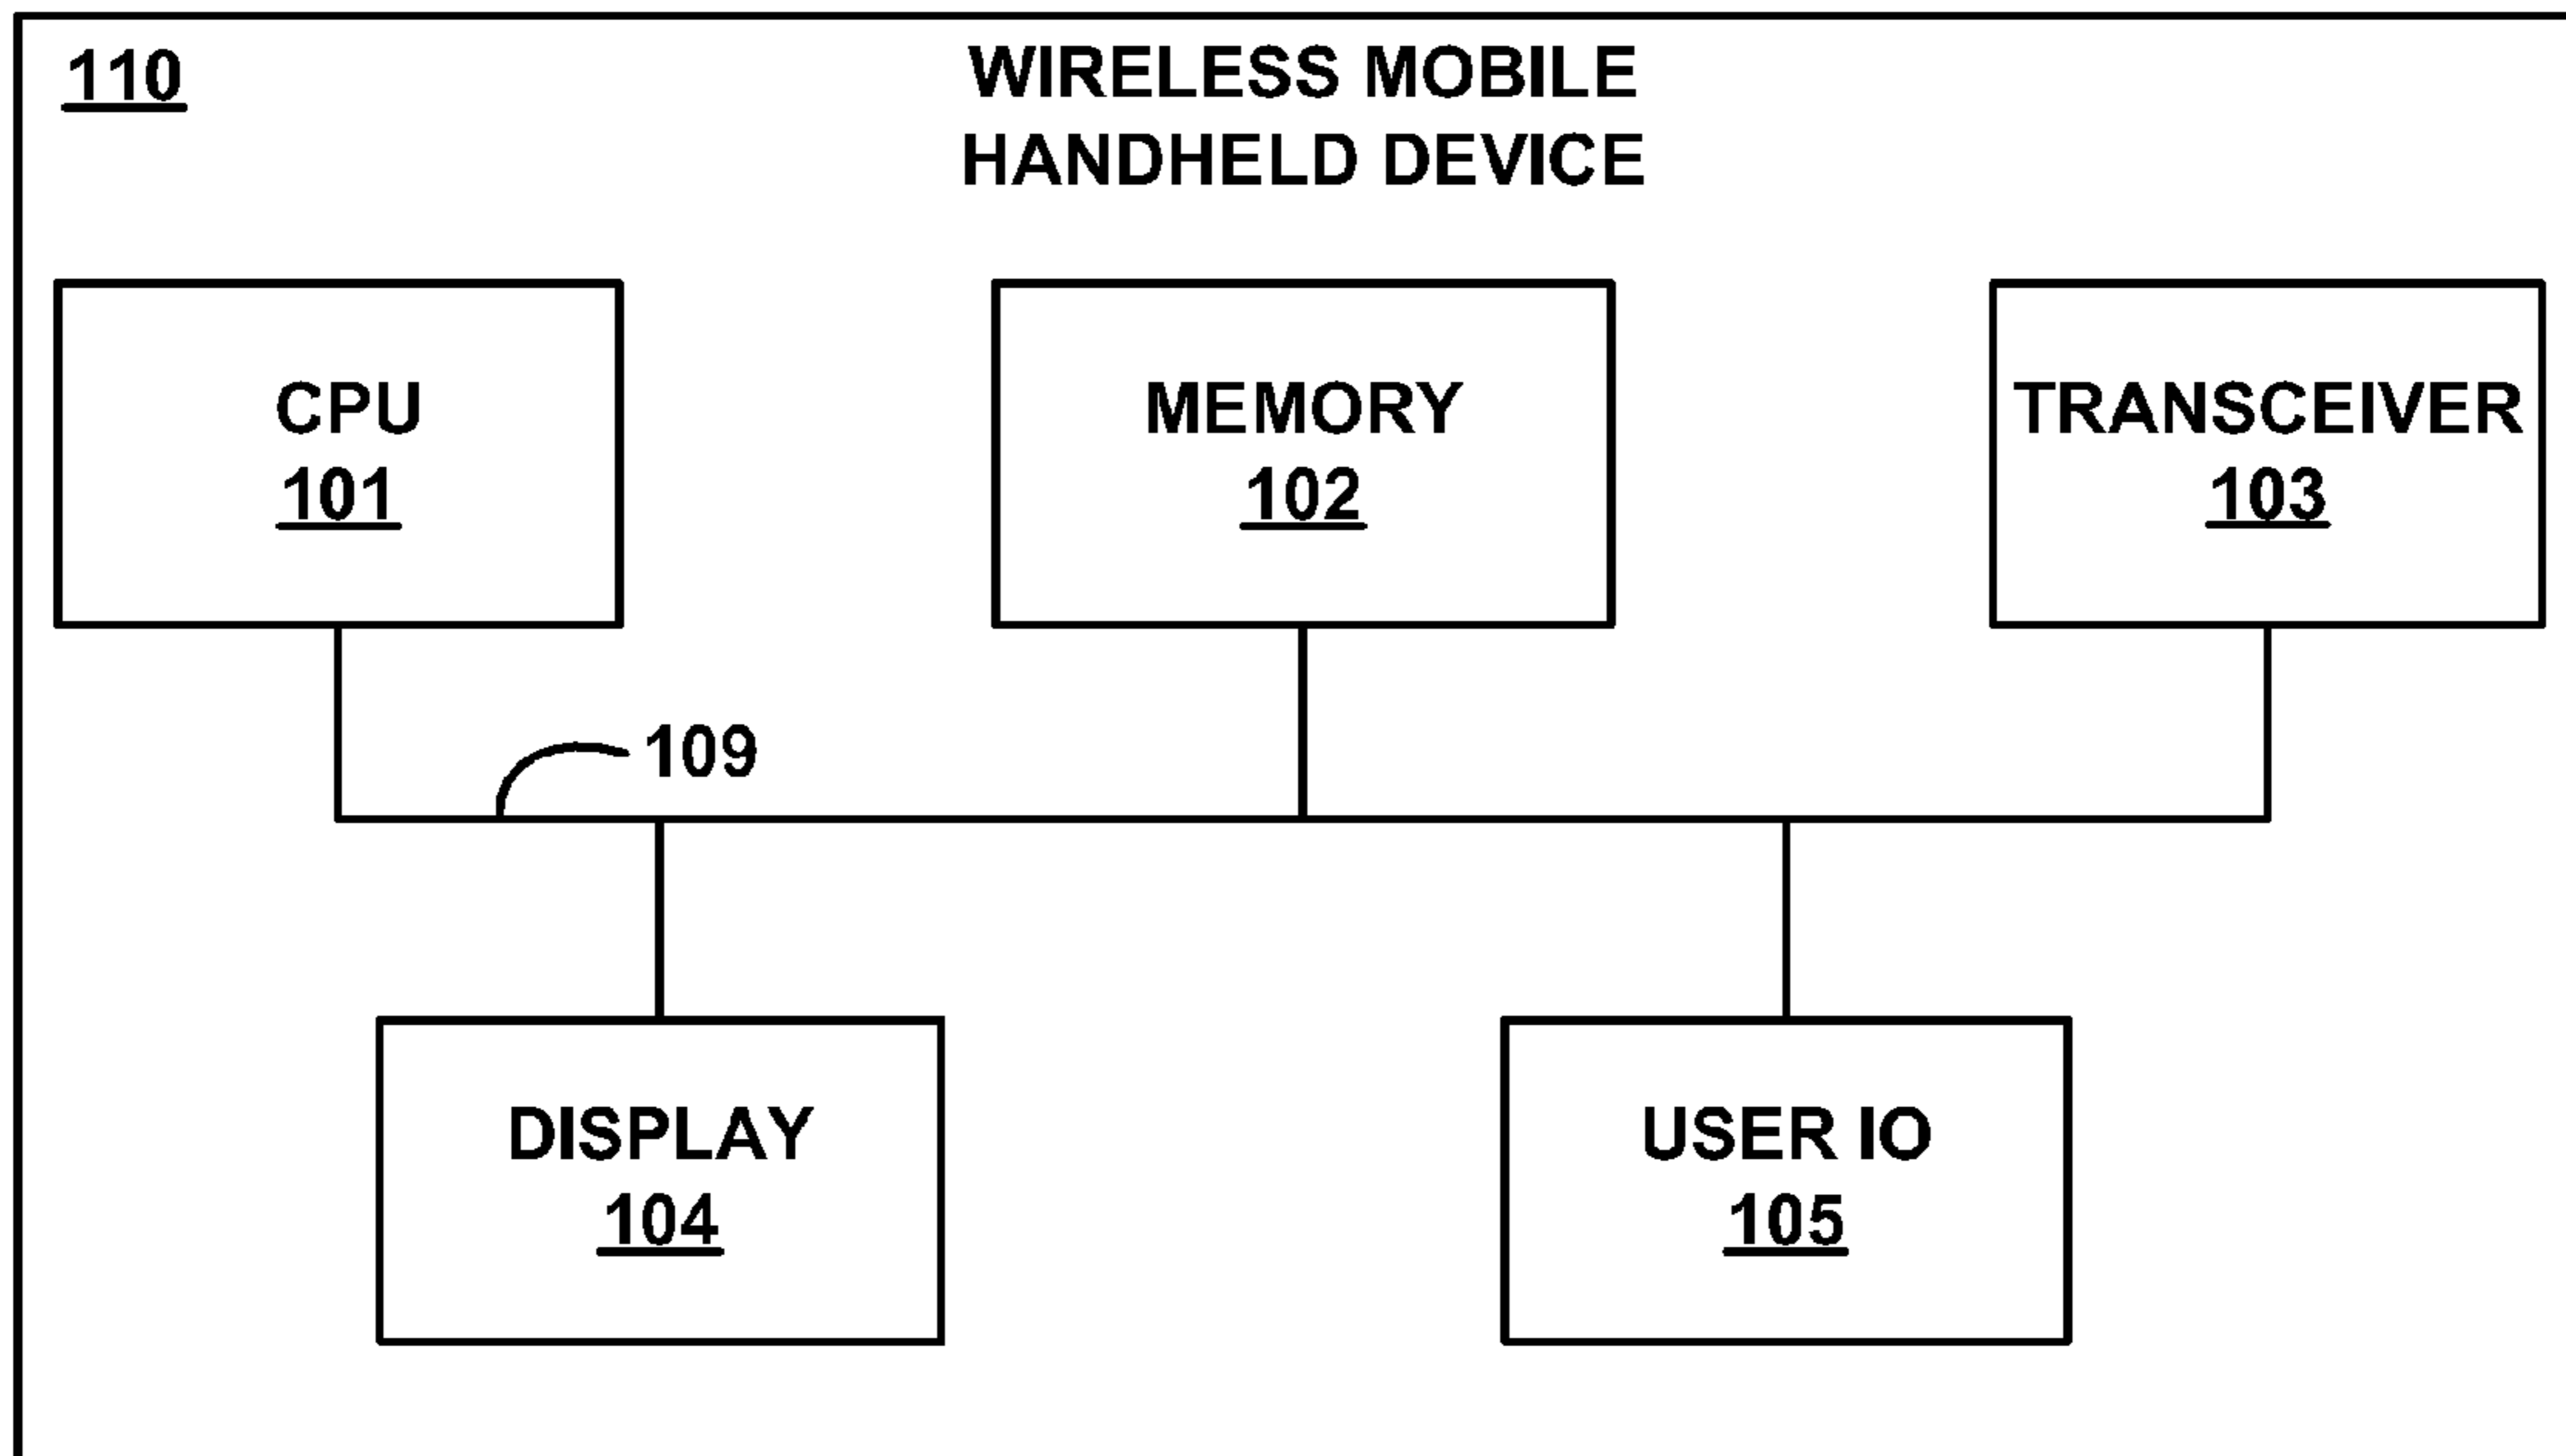 110
WIRELESS MOBILE
HANDHELD DEVICE
CPU
101
MEMORY
102
TRANSCEIVER
103
109
DISPLAY
104
USER IO
105